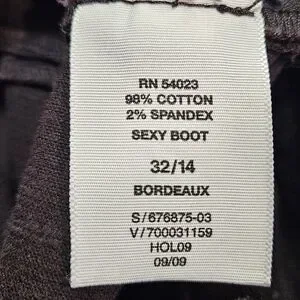 RN 54023
98% COTTON
2% SPANDEX
SEXY BOOT
32/14
BORDEAUX
S/676875-03
V/700031159
HOL09
09/09